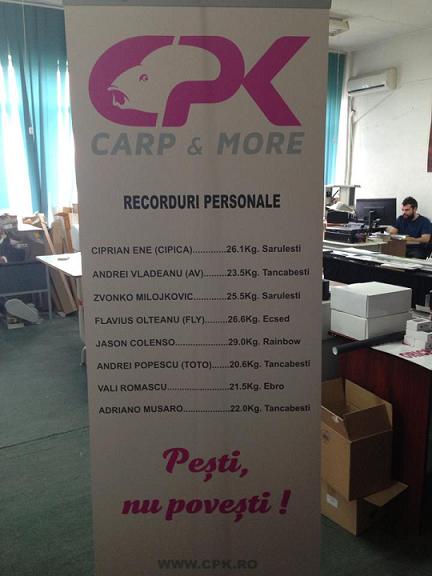 CPK
CARP & MORE
RECORDURI PERSONALE
CIPRIAN ENE (CIPICA)..............26.1Kg. Sarulesti
ANDREI VLADEANU (AV)........23.5Kg. Tancabesti
ZVONKO MILOJKOVIC............25.5Kg. Sarulesti
FLAVIUS OLTEANU (FLY)........26.6Kg. Ecsed
JASON COLENSO..................29.0Kg. Rainbow
ANDREI POPESCU (TOTO)......20.6Kg. Tancabesti
VALI ROMASCU......................21.5Kg. Ebro
ADRIANO MUSARO.................22.0Kg. Tancabesti
Pești,
nu povești !
WWW.CPK.RO